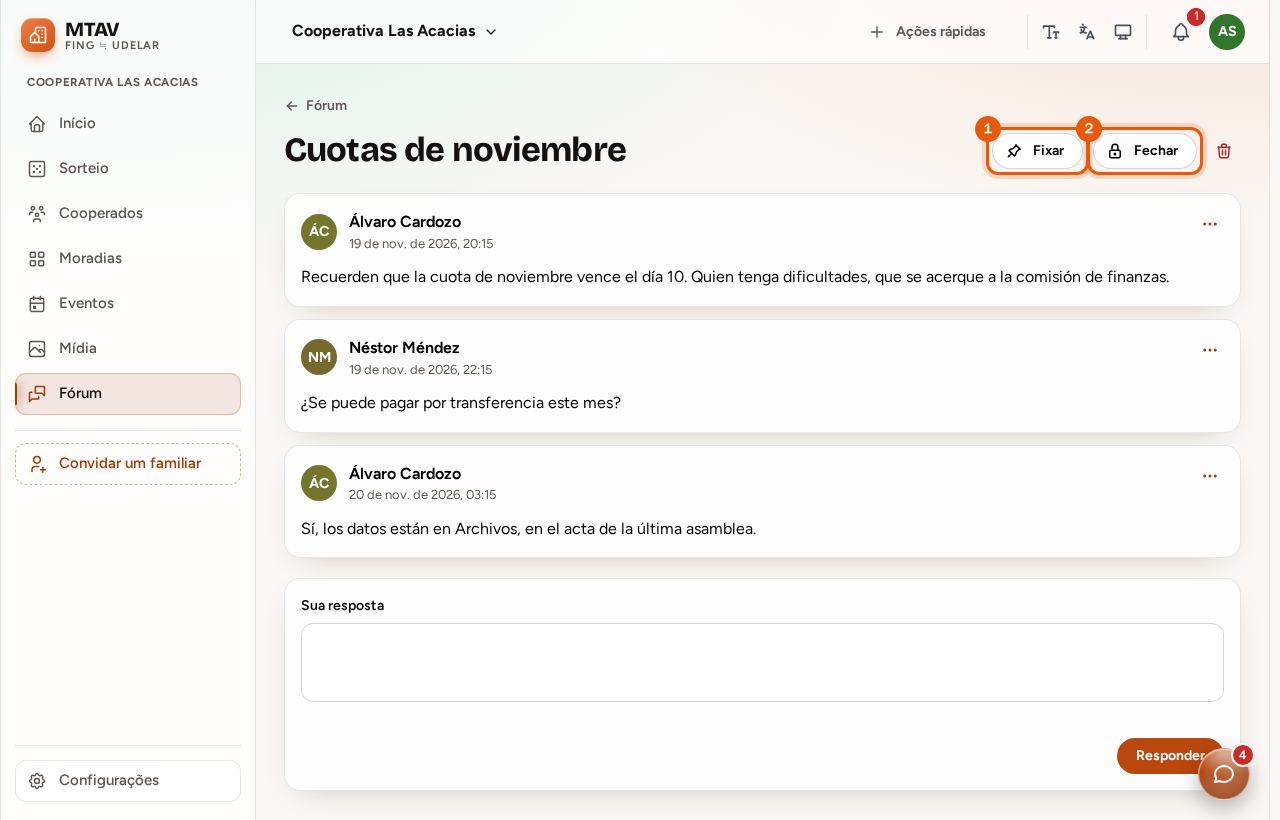 MTAV
FING ≒ UDELAR
COOPERATIVA LAS ACACIAS
Início
Sorteio
Cooperados
Moradias
Eventos
Mídia
Fórum
Convidar um familiar
Configurações
Cooperativa Las Acacias
Ações rápidas
1
AS
Fórum
Cuotas de noviembre
1
Fixar
2
Fechar
ÁC
Álvaro Cardozo
19 de nov. de 2026, 20:15
Recuerden que la cuota de noviembre vence el día 10. Quien tenga dificultades, que se acerque a la comisión de finanzas.
NM
Néstor Méndez
19 de nov. de 2026, 22:15
¿Se puede pagar por transferencia este mes?
ÁC
Álvaro Cardozo
20 de nov. de 2026, 03:15
Sí, los datos están en Archivos, en el acta de la última asamblea.
Sua resposta
Responder
4